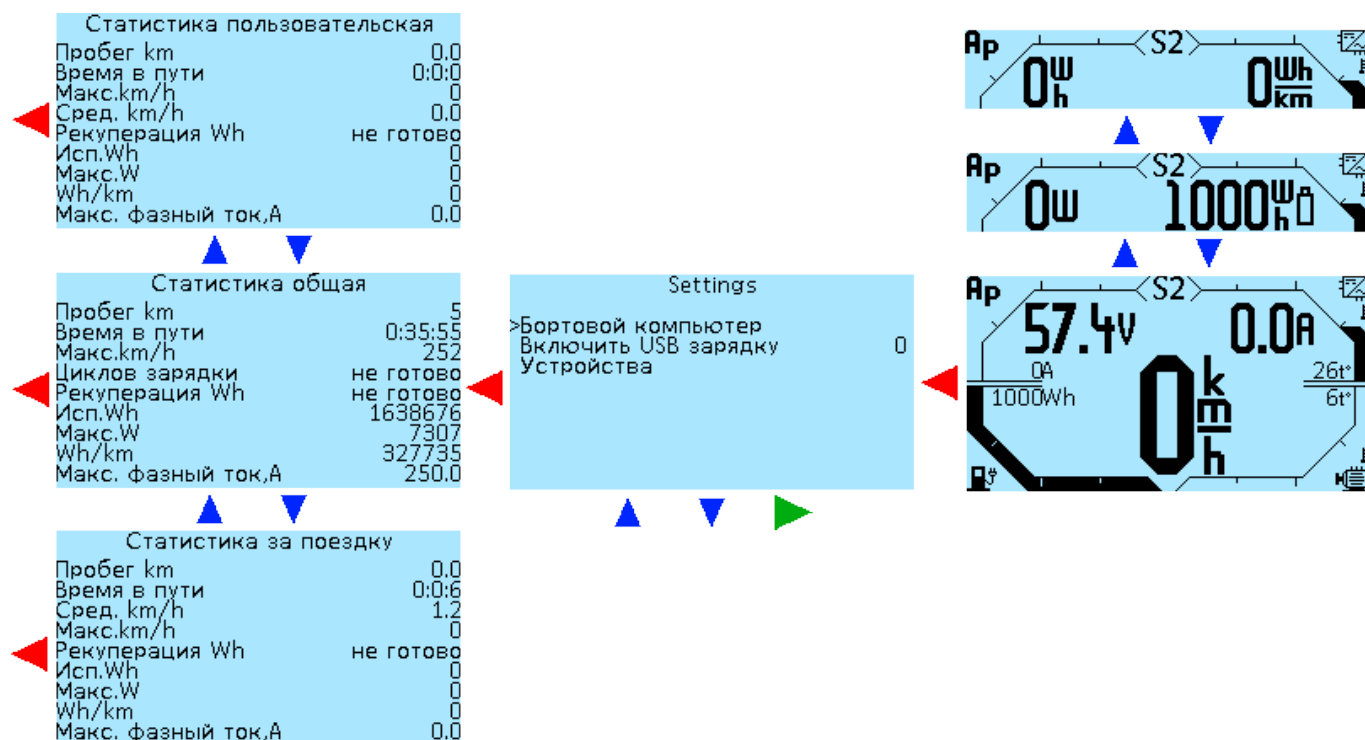 Статистика пользовательская
Пробег km 0.0
Время в пути 0:0:0
Макс.km/h 0
Сред. km/h 0.0
Рекуперация Wh не готово
Исп.Wh 0
Макс.W 0
Wh/km 0
Макс. фазный ток,А 0.0
Статистика общая
Пробег km 5
Время в пути 0:35:55
Макс.km/h 252
Циклов зарядки не готово
Рекуперация Wh не готово
Исп.Wh 1638676
Макс.W 7307
Wh/km 327735
Макс. фазный ток,А 250.0
Статистика за поездку
Пробег km 0.0
Время в пути 0:0:6
Сред. km/h 1.2
Макс.km/h 0
Рекуперация Wh не готово
Исп.Wh 0
Макс.W 0
Wh/km 0
Макс. фазный ток,А 0.0
Settings
>Бортовой компьютер
Включить USB зарядку 0
Устройства
Ap S2
0Wh 0Wh/km
Ap S2
0W 1000Wh
Ap S2
57.4V 0.0A
0A 26t°
1000Wh 6t°
0 km/h